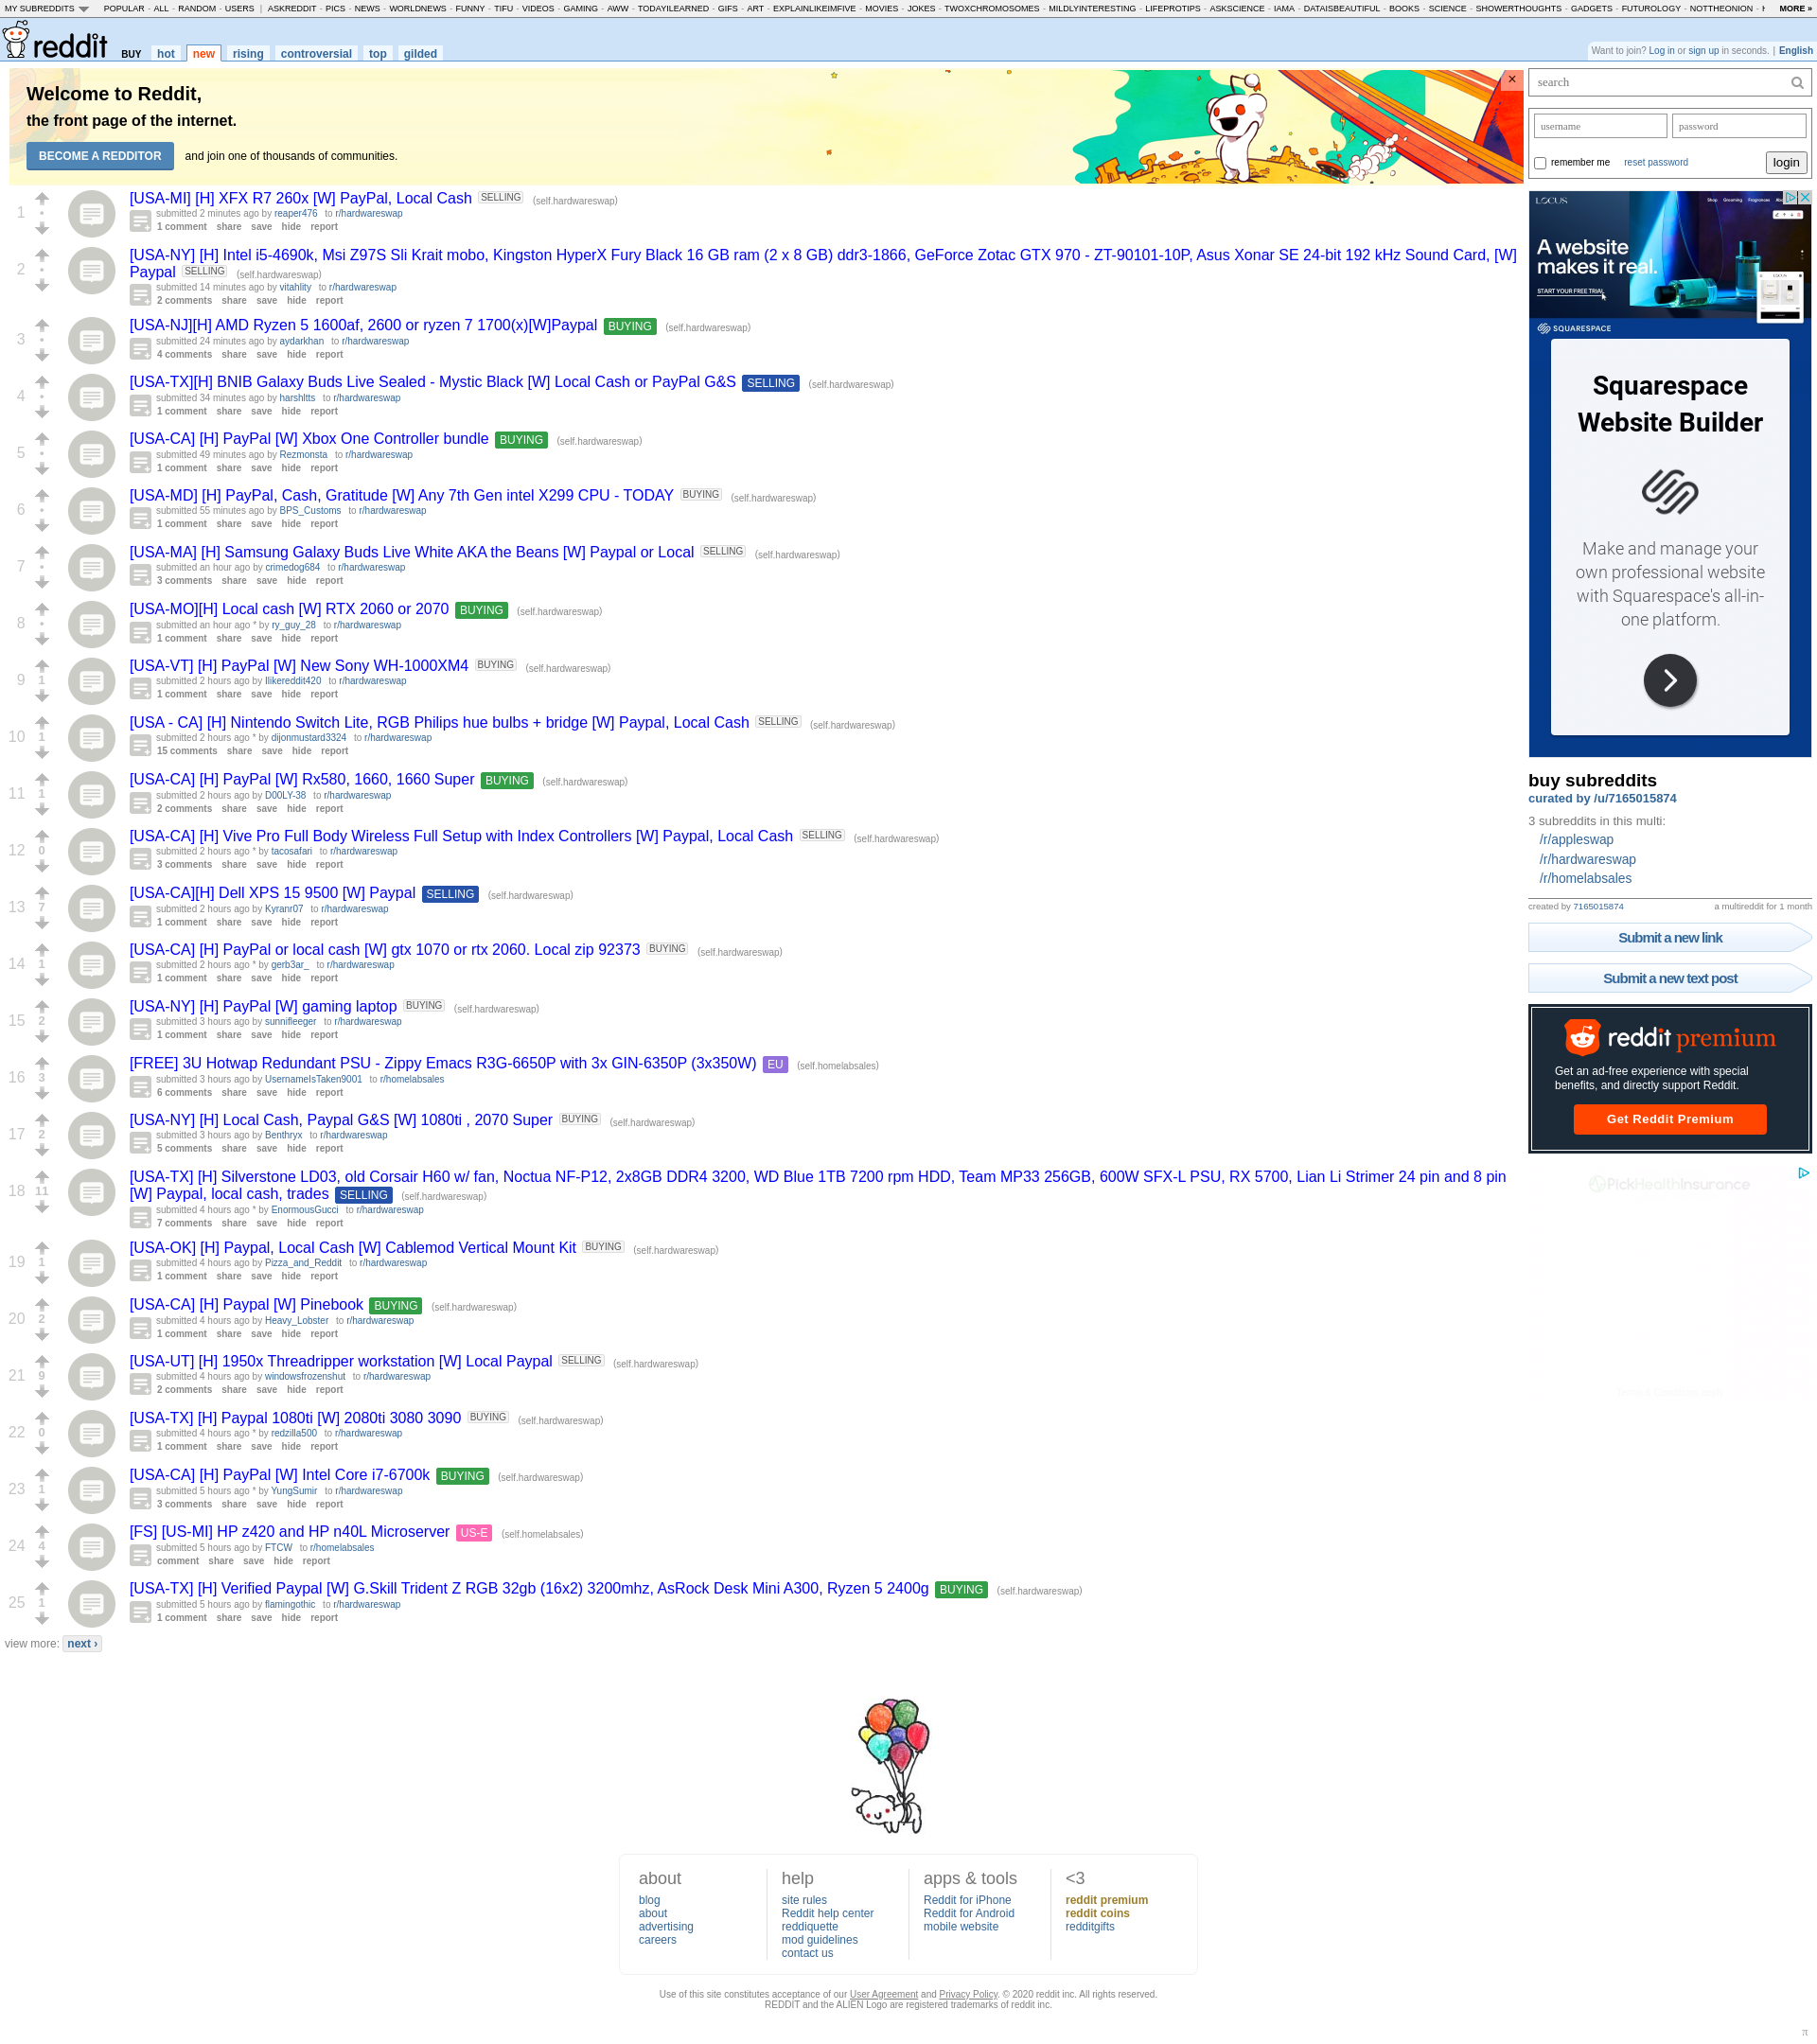 MY SUBREDDITS POPULAR - ALL - RANDOM - USERS | ASKREDDIT - PICS - NEWS - WORLDNEWS - FUNNY - TIFU - VIDEOS - GAMING - AWW - TODAYILEARNED - GIFS - ART - EXPLAINLIKEIMFIVE - MOVIES - JOKES - TWOXCHROMOSOMES - MILDLYINTERESTING - LIFEPROTIPS - ASKSCIENCE - IAMA - DATAISBEAUTIFUL - BOOKS - SCIENCE - SHOWERTHOUGHTS - GADGETS - FUTUROLOGY - NOTTHEONION - MORE »
reddit BUY hot new rising controversial top gilded
Want to join? Log in or sign up in seconds. | English
Welcome to Reddit,
the front page of the internet.
BECOME A REDDITOR and join one of thousands of communities.
1 [USA-MI] [H] XFX R7 260x [W] PayPal, Local Cash SELLING (self.hardwareswap)
submitted 2 minutes ago by reaper476 to r/hardwareswap
1 comment share save hide report
2 [USA-NY] [H] Intel i5-4690k, Msi Z97S Sli Krait mobo, Kingston HyperX Fury Black 16 GB ram (2 x 8 GB) ddr3-1866, GeForce Zotac GTX 970 - ZT-90101-10P, Asus Xonar SE 24-bit 192 kHz Sound Card, [W]
Paypal SELLING (self.hardwareswap)
submitted 14 minutes ago by vitahlity to r/hardwareswap
2 comments share save hide report
3 [USA-NJ][H] AMD Ryzen 5 1600af, 2600 or ryzen 7 1700(x)[W]Paypal BUYING (self.hardwareswap)
submitted 24 minutes ago by aydarkhan to r/hardwareswap
4 comments share save hide report
4 [USA-TX][H] BNIB Galaxy Buds Live Sealed - Mystic Black [W] Local Cash or PayPal G&S SELLING (self.hardwareswap)
submitted 34 minutes ago by harshltts to r/hardwareswap
1 comment share save hide report
5 [USA-CA] [H] PayPal [W] Xbox One Controller bundle BUYING (self.hardwareswap)
submitted 49 minutes ago by Rezmonsta to r/hardwareswap
1 comment share save hide report
6 [USA-MD] [H] PayPal, Cash, Gratitude [W] Any 7th Gen intel X299 CPU - TODAY BUYING (self.hardwareswap)
submitted 55 minutes ago by BPS_Customs to r/hardwareswap
1 comment share save hide report
7 [USA-MA] [H] Samsung Galaxy Buds Live White AKA the Beans [W] Paypal or Local SELLING (self.hardwareswap)
submitted an hour ago by crimedog684 to r/hardwareswap
3 comments share save hide report
8 [USA-MO][H] Local cash [W] RTX 2060 or 2070 BUYING (self.hardwareswap)
submitted an hour ago * by ry_guy_28 to r/hardwareswap
1 comment share save hide report
9 1 [USA-VT] [H] PayPal [W] New Sony WH-1000XM4 BUYING (self.hardwareswap)
submitted 2 hours ago by Ilikereddit420 to r/hardwareswap
1 comment share save hide report
10 1 [USA - CA] [H] Nintendo Switch Lite, RGB Philips hue bulbs + bridge [W] Paypal, Local Cash SELLING (self.hardwareswap)
submitted 2 hours ago * by dijonmustard3324 to r/hardwareswap
15 comments share save hide report
11 1 [USA-CA] [H] PayPal [W] Rx580, 1660, 1660 Super BUYING (self.hardwareswap)
submitted 2 hours ago by D00LY-38 to r/hardwareswap
2 comments share save hide report
12 0 [USA-CA] [H] Vive Pro Full Body Wireless Full Setup with Index Controllers [W] Paypal, Local Cash SELLING (self.hardwareswap)
submitted 2 hours ago * by tacosafari to r/hardwareswap
3 comments share save hide report
13 7 [USA-CA][H] Dell XPS 15 9500 [W] Paypal SELLING (self.hardwareswap)
submitted 2 hours ago by Kyranr07 to r/hardwareswap
1 comment share save hide report
14 1 [USA-CA] [H] PayPal or local cash [W] gtx 1070 or rtx 2060. Local zip 92373 BUYING (self.hardwareswap)
submitted 2 hours ago * by gerb3ar_ to r/hardwareswap
1 comment share save hide report
15 2 [USA-NY] [H] PayPal [W] gaming laptop BUYING (self.hardwareswap)
submitted 3 hours ago by sunnifleeger to r/hardwareswap
1 comment share save hide report
16 3 [FREE] 3U Hotwap Redundant PSU - Zippy Emacs R3G-6650P with 3x GIN-6350P (3x350W) EU (self.homelabsales)
submitted 3 hours ago by UsernameIsTaken9001 to r/homelabsales
6 comments share save hide report
17 2 [USA-NY] [H] Local Cash, Paypal G&S [W] 1080ti , 2070 Super BUYING (self.hardwareswap)
submitted 3 hours ago by Benthryx to r/hardwareswap
5 comments share save hide report
18 11 [USA-TX] [H] Silverstone LD03, old Corsair H60 w/ fan, Noctua NF-P12, 2x8GB DDR4 3200, WD Blue 1TB 7200 rpm HDD, Team MP33 256GB, 600W SFX-L PSU, RX 5700, Lian Li Strimer 24 pin and 8 pin
[W] Paypal, local cash, trades SELLING (self.hardwareswap)
submitted 4 hours ago * by EnormousGucci to r/hardwareswap
7 comments share save hide report
19 1 [USA-OK] [H] Paypal, Local Cash [W] Cablemod Vertical Mount Kit BUYING (self.hardwareswap)
submitted 4 hours ago by Pizza_and_Reddit to r/hardwareswap
1 comment share save hide report
20 2 [USA-CA] [H] Paypal [W] Pinebook BUYING (self.hardwareswap)
submitted 4 hours ago by Heavy_Lobster to r/hardwareswap
1 comment share save hide report
21 9 [USA-UT] [H] 1950x Threadripper workstation [W] Local Paypal SELLING (self.hardwareswap)
submitted 4 hours ago by windowsfrozenshut to r/hardwareswap
2 comments share save hide report
22 0 [USA-TX] [H] Paypal 1080ti [W] 2080ti 3080 3090 BUYING (self.hardwareswap)
submitted 4 hours ago * by redzilla500 to r/hardwareswap
1 comment share save hide report
23 1 [USA-CA] [H] PayPal [W] Intel Core i7-6700k BUYING (self.hardwareswap)
submitted 5 hours ago * by YungSumir to r/hardwareswap
3 comments share save hide report
24 4 [FS] [US-MI] HP z420 and HP n40L Microserver US-E (self.homelabsales)
submitted 5 hours ago by FTCW to r/homelabsales
comment share save hide report
25 1 [USA-TX] [H] Verified Paypal [W] G.Skill Trident Z RGB 32gb (16x2) 3200mhz, AsRock Desk Mini A300, Ryzen 5 2400g BUYING (self.hardwareswap)
submitted 5 hours ago by flamingothic to r/hardwareswap
1 comment share save hide report
view more: next ›
search
username password
remember me reset password login
LOCUS
A website
makes it real.
START YOUR FREE TRIAL
SQUARESPACE
Squarespace
Website Builder
Make and manage your
own professional website
with Squarespace's all-in-
one platform.
buy subreddits
curated by /u/7165015874
3 subreddits in this multi:
/r/appleswap
/r/hardwareswap
/r/homelabsales
created by 7165015874 a multireddit for 1 month
Submit a new link
Submit a new text post
reddit premium
Get an ad-free experience with special
benefits, and directly support Reddit.
Get Reddit Premium
PickHealthInsurance
about
blog
about
advertising
careers
help
site rules
Reddit help center
reddiquette
mod guidelines
contact us
apps & tools
Reddit for iPhone
Reddit for Android
mobile website
<3
reddit premium
reddit coins
redditgifts
Use of this site constitutes acceptance of our User Agreement and Privacy Policy. © 2020 reddit inc. All rights reserved.
REDDIT and the ALIEN Logo are registered trademarks of reddit inc.
π